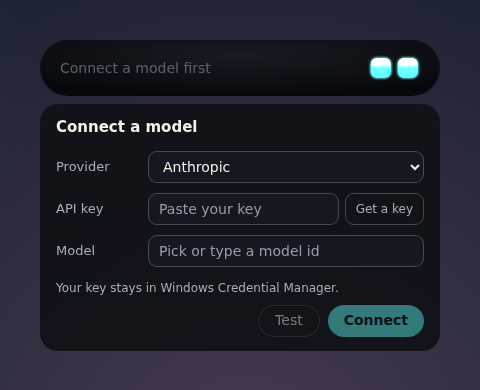 Connect a model first
Connect a model
Provider Anthropic
API key Paste your key Get a key
Model Pick or type a model id
Your key stays in Windows Credential Manager.
Test Connect